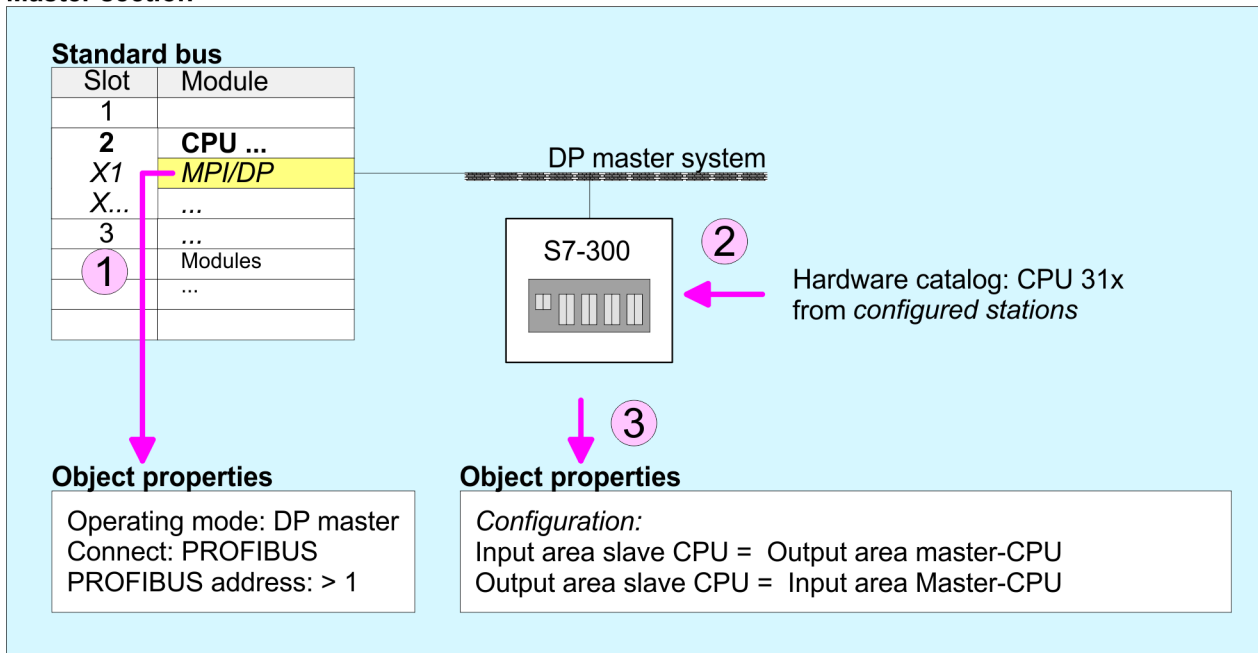 Master section
Standard bus
Slot Module
1
2 CPU ...
X1 MPI/DP
X... ...
3 ...
Modules
...
1
DP master system
S7-300
2
Hardware catalog: CPU 31x
from configured stations
3
Object properties
Operating mode: DP master
Connect: PROFIBUS
PROFIBUS address: > 1
Object properties
Configuration:
Input area slave CPU = Output area master-CPU
Output area slave CPU = Input area Master-CPU